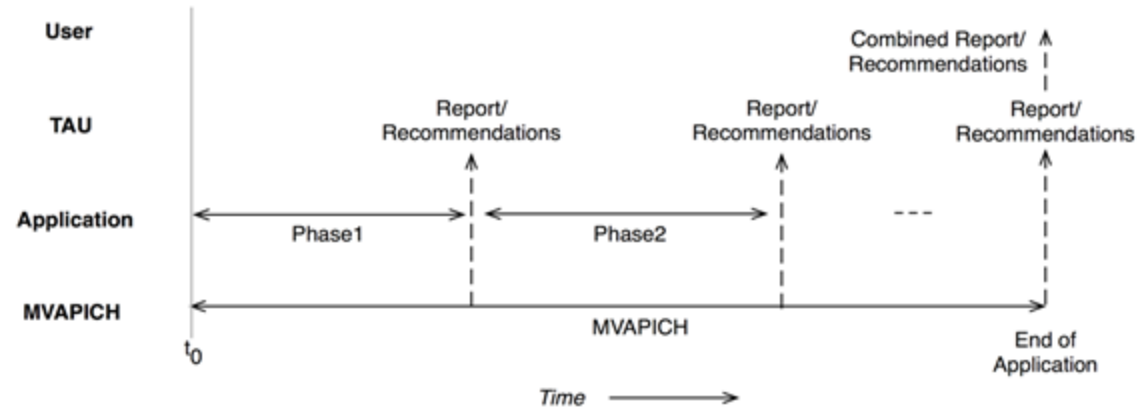 User
Combined Report/
Recommendations
TAU
Report/
Recommendations
Report/
Recommendations
Report/
Recommendations
Application
Phase1
Phase2
MVAPICH
MVAPICH
t0
End of
Application
Time